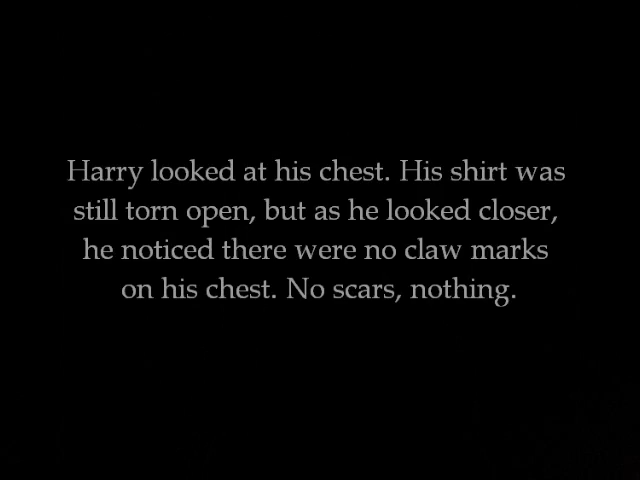 Harry looked at his chest. His shirt was
still torn open, but as he looked closer,
he noticed there were no claw marks
on his chest. No scars, nothing.